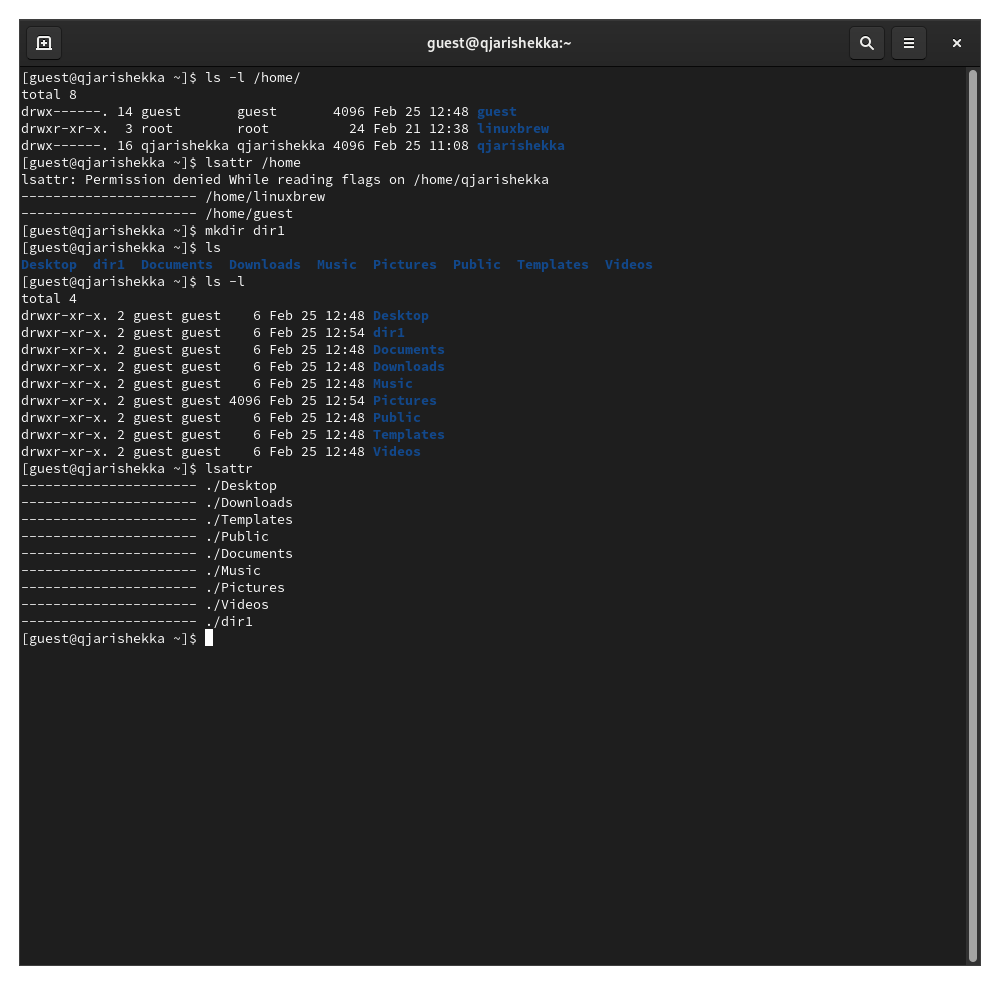 guest@qjarishekka:~
[guest@qjarishekka ~]$ ls -l /home/
total 8
drwx------. 14 guest       guest       4096 Feb 25 12:48 guest
drwxr-xr-x.  3 root        root          24 Feb 21 12:38 linuxbrew
drwx------. 16 qjarishekka qjarishekka 4096 Feb 25 11:08 qjarishekka
[guest@qjarishekka ~]$ lsattr /home
lsattr: Permission denied While reading flags on /home/qjarishekka
---------------------- /home/linuxbrew
---------------------- /home/guest
[guest@qjarishekka ~]$ mkdir dir1
[guest@qjarishekka ~]$ ls
Desktop  dir1  Documents  Downloads  Music  Pictures  Public  Templates  Videos
[guest@qjarishekka ~]$ ls -l
total 4
drwxr-xr-x. 2 guest guest    6 Feb 25 12:48 Desktop
drwxr-xr-x. 2 guest guest    6 Feb 25 12:54 dir1
drwxr-xr-x. 2 guest guest    6 Feb 25 12:48 Documents
drwxr-xr-x. 2 guest guest    6 Feb 25 12:48 Downloads
drwxr-xr-x. 2 guest guest    6 Feb 25 12:48 Music
drwxr-xr-x. 2 guest guest 4096 Feb 25 12:54 Pictures
drwxr-xr-x. 2 guest guest    6 Feb 25 12:48 Public
drwxr-xr-x. 2 guest guest    6 Feb 25 12:48 Templates
drwxr-xr-x. 2 guest guest    6 Feb 25 12:48 Videos
[guest@qjarishekka ~]$ lsattr
---------------------- ./Desktop
---------------------- ./Downloads
---------------------- ./Templates
---------------------- ./Public
---------------------- ./Documents
---------------------- ./Music
---------------------- ./Pictures
---------------------- ./Videos
---------------------- ./dir1
[guest@qjarishekka ~]$